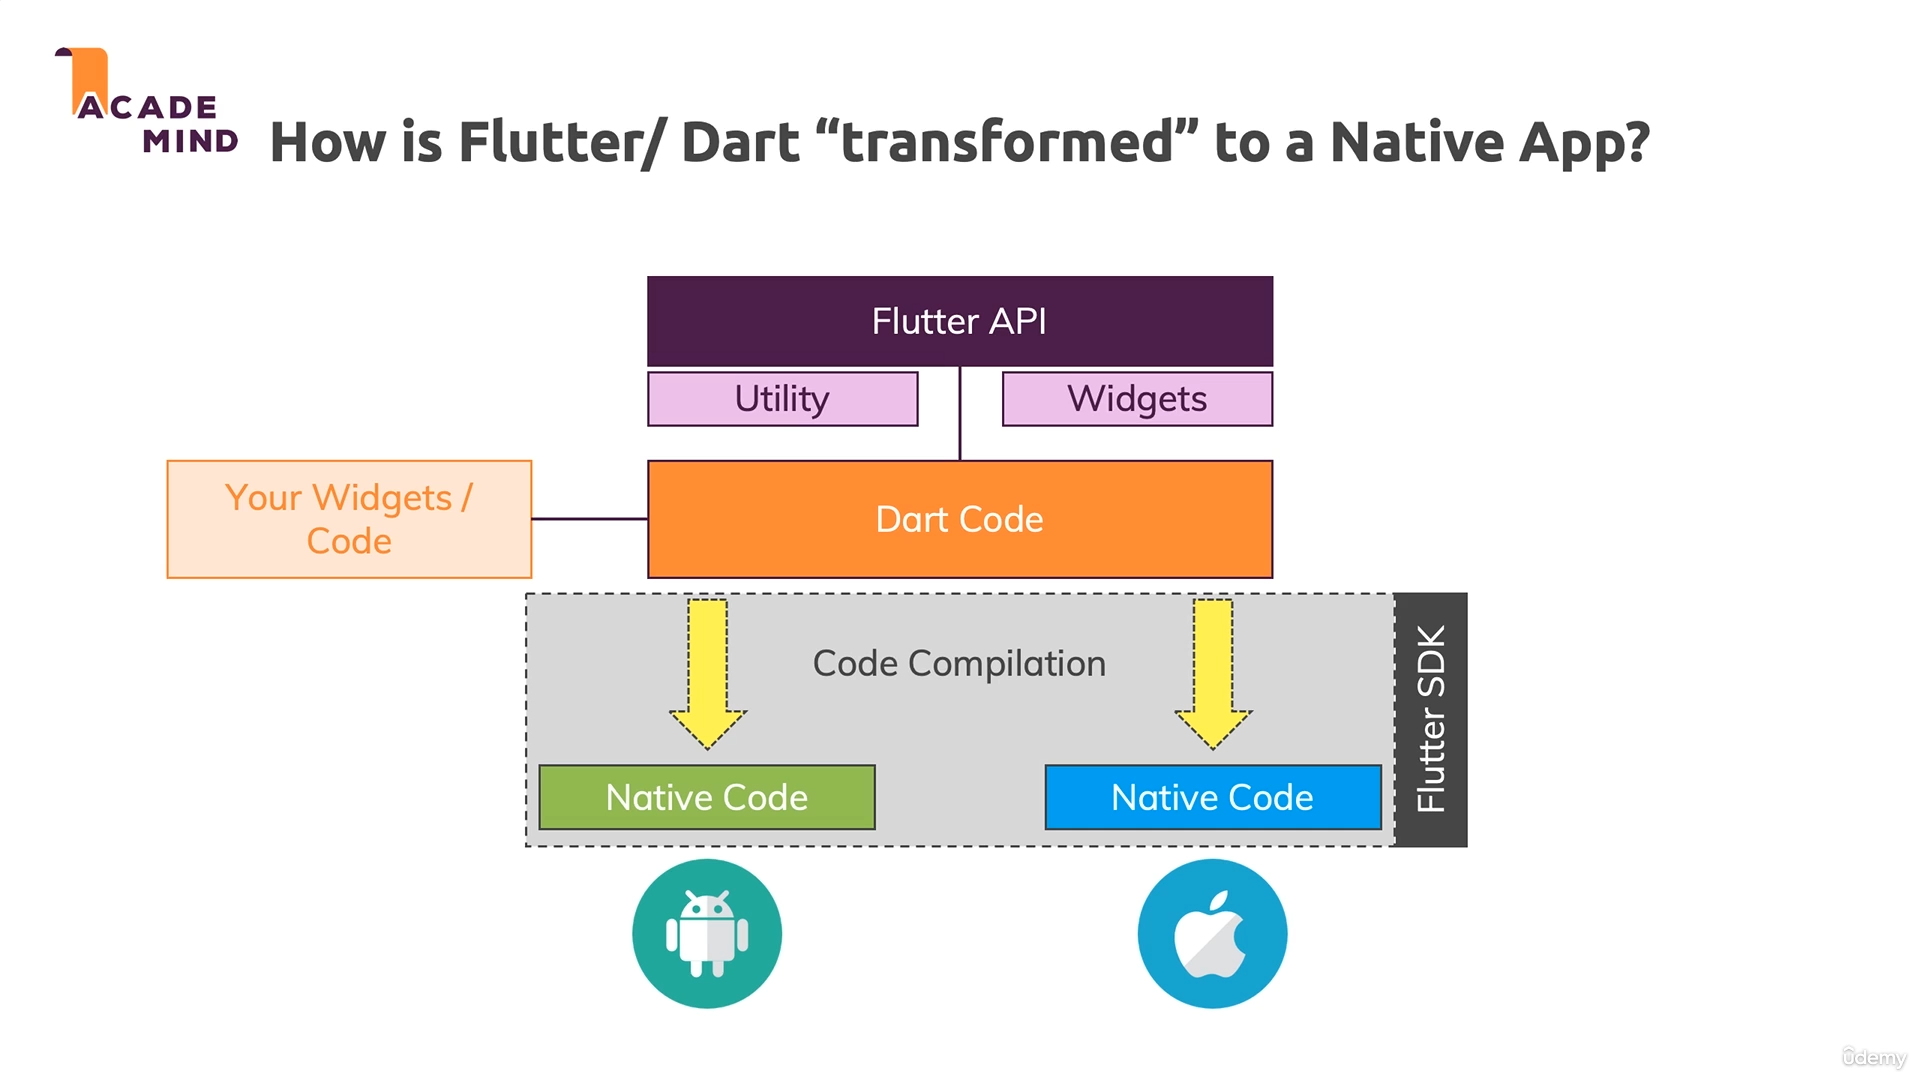 ACADE
MIND
How is Flutter/ Dart “transformed” to a Native App?
Flutter API
Utility
Widgets
Your Widgets /
Code
Dart Code
Code Compilation
Flutter SDK
Native Code
Native Code
ûdemy